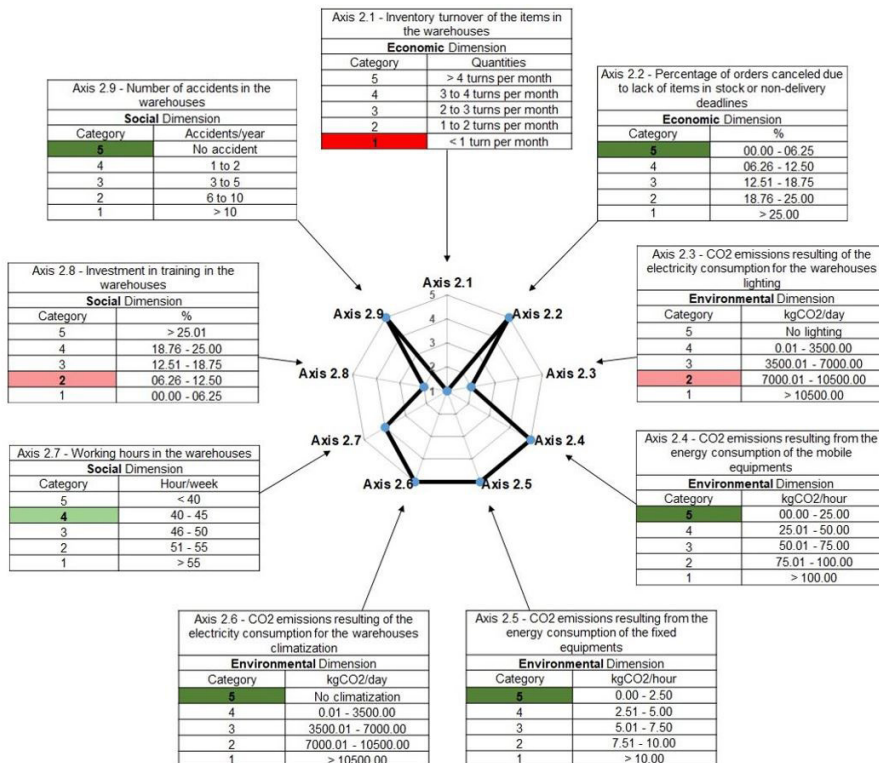 Axis 2.1 - Inventory turnover of the items in
the warehouses
Economic Dimension
Category Quantities
5 > 4 turns per month
4 3 to 4 turns per month
3 2 to 3 turns per month
2 1 to 2 turns per month
1 < 1 turn per month
Axis 2.2 - Percentage of orders canceled due
to lack of items in stock or non-delivery
deadlines
Economic Dimension
Category %
5 00.00 - 06.25
4 06.26 - 12.50
3 12.51 - 18.75
2 18.76 - 25.00
1 > 25.00
Axis 2.9 - Number of accidents in the
warehouses
Social Dimension
Category Accidents/year
5 No accident
4 1 to 2
3 3 to 5
2 6 to 10
1 > 10
Axis 2.3 - CO2 emissions resulting of the
electricity consumption for the warehouses
lighting
Environmental Dimension
Category kgCO2/day
5 No lighting
4 0.01 - 3500.00
3 3500.01 - 7000.00
2 7000.01 - 10500.00
1 > 10500.00
Axis 2.8 - Investment in training in the
warehouses
Social Dimension
Category %
5 > 25.01
4 18.76 - 25.00
3 12.51 - 18.75
2 06.26 - 12.50
1 00.00 - 06.25
Axis 2.1
Axis 2.2
Axis 2.3
Axis 2.4
Axis 2.5
Axis 2.6
Axis 2.7
Axis 2.8
Axis 2.9
5
4
3
2
1
Axis 2.4 - CO2 emissions resulting from the
energy consumption of the mobile
equipments
Environmental Dimension
Category kgCO2/hour
5 00.00 - 25.00
4 25.01 - 50.00
3 50.01 - 75.00
2 75.01 - 100.00
1 > 100.00
Axis 2.7 - Working hours in the warehouses
Social Dimension
Category Hour/week
5 < 40
4 40 - 45
3 46 - 50
2 51 - 55
1 > 55
Axis 2.6 - CO2 emissions resulting of the
electricity consumption for the warehouses
climatization
Environmental Dimension
Category kgCO2/day
5 No climatization
4 0.01 - 3500.00
3 3500.01 - 7000.00
2 7000.01 - 10500.00
1 > 10500.00
Axis 2.5 - CO2 emissions resulting from the
energy consumption of the fixed
equipments
Environmental Dimension
Category kgCO2/hour
5 0.00 - 2.50
4 2.51 - 5.00
3 5.01 - 7.50
2 7.51 - 10.00
1 > 10.00